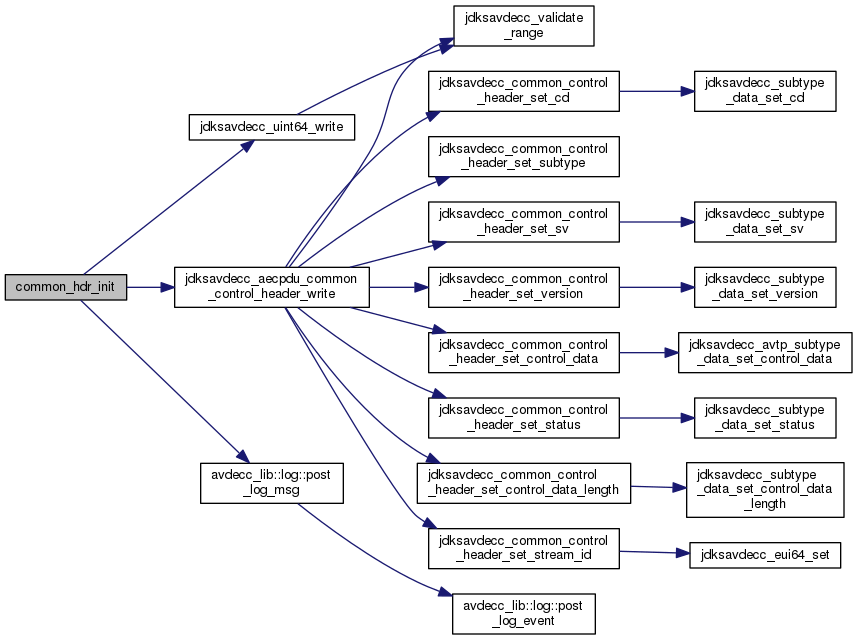 jdksavdecc_validate
_range
jdksavdecc_common_control
_header_set_cd
jdksavdecc_subtype
_data_set_cd
jdksavdecc_uint64_write
jdksavdecc_common_control
_header_set_subtype
jdksavdecc_common_control
_header_set_sv
jdksavdecc_subtype
_data_set_sv
common_hdr_init
jdksavdecc_aecpdu_common
_control_header_write
jdksavdecc_common_control
_header_set_version
jdksavdecc_subtype
_data_set_version
jdksavdecc_common_control
_header_set_control_data
jdksavdecc_avtp_subtype
_data_set_control_data
jdksavdecc_common_control
_header_set_status
jdksavdecc_subtype
_data_set_status
avdecc_lib::log::post
_log_msg
jdksavdecc_common_control
_header_set_control_data_length
jdksavdecc_subtype
_data_set_control_data
_length
jdksavdecc_common_control
_header_set_stream_id
jdksavdecc_eui64_set
avdecc_lib::log::post
_log_event